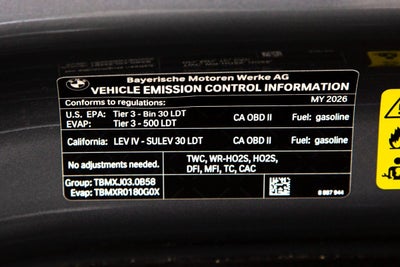 Bayerische Motoren Werke AG
VEHICLE EMISSION CONTROL INFORMATION
Conforms to regulations: MY 2026
U.S. EPA: Tier 3 - Bin 30 LDT CA OBD II Fuel: gasoline
EVAP: Tier 3 - 500 LDT
California: LEV IV - SULEV 30 LDT CA OBD II Fuel: gasoline
No adjustments needed. TWC, WR-HO2S, HO2S,
DFI, MFI, TC, CAC
Group: TBMXJ03.0B58
Evap: TBMXR0180G0X